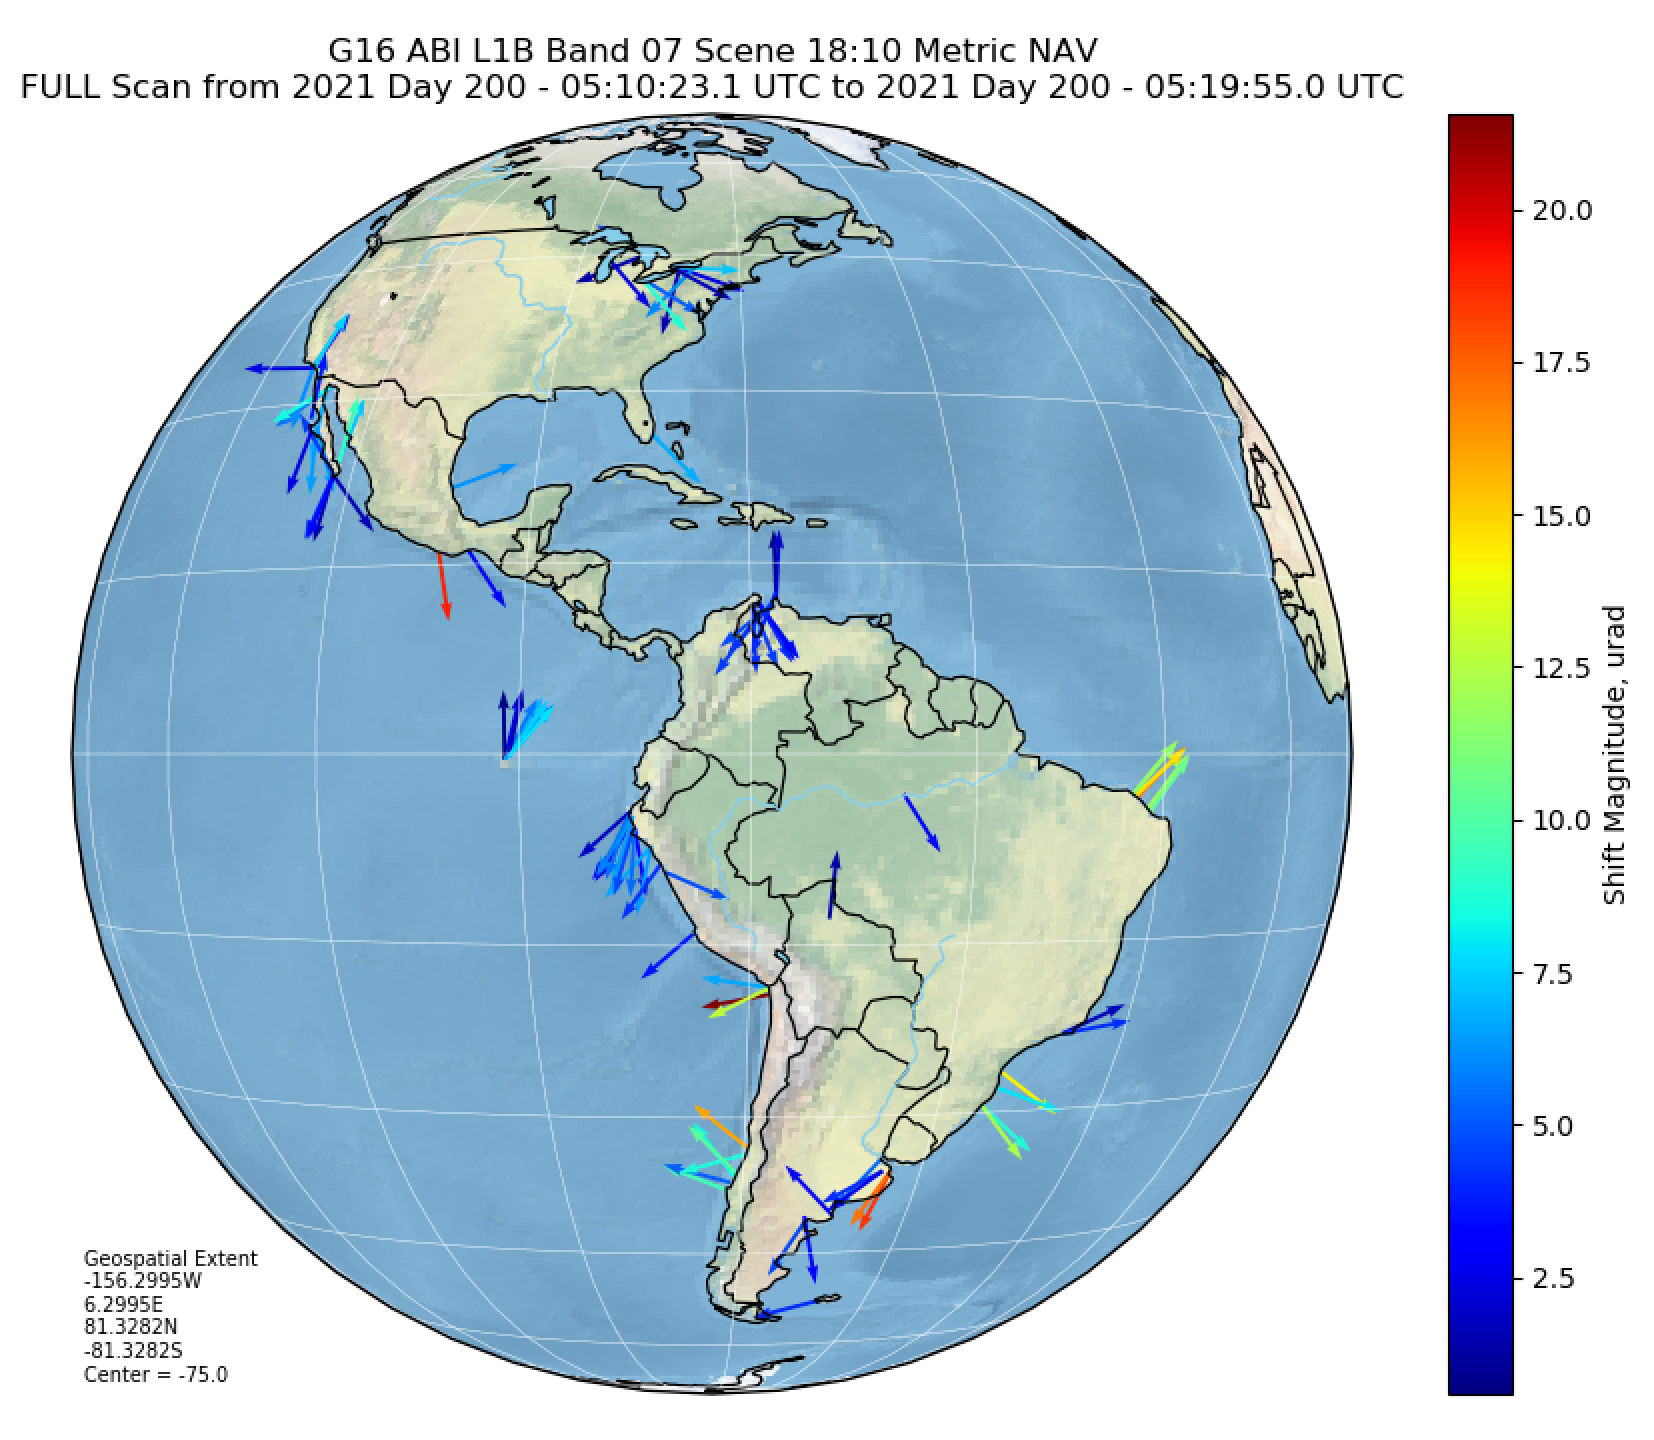 G16 ABI L1B Band 07 Scene 18:10 Metric NAV
FULL Scan from 2021 Day 200 - 05:10:23.1 UTC to 2021 Day 200 - 05:19:55.0 UTC
20.0
17.5
15.0
12.5
10.0
7.5
5.0
2.5
Shift Magnitude, urad
Geospatial Extent
-156.2995W
6.2995E
81.3282N
-81.3282S
Center = -75.0